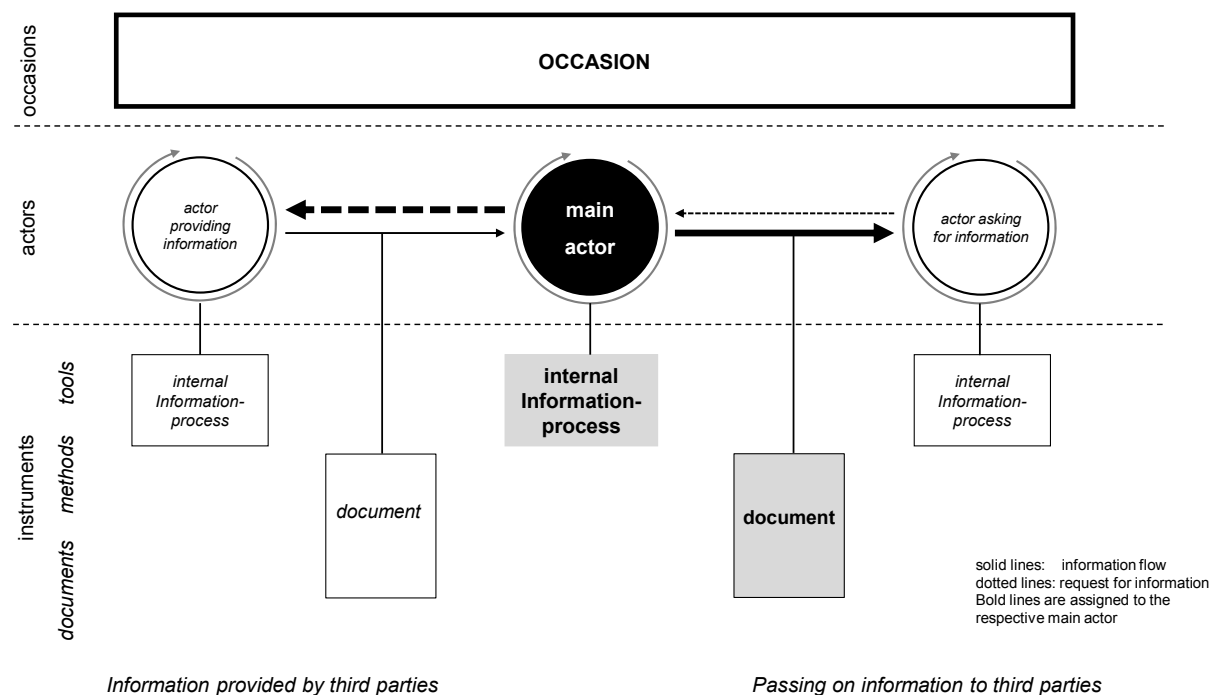 occasions
OCCASION
actors
actor
providing
information
main
actor
actor asking
for information
instruments
tools
methods
documents
internal
Information-
process
internal
Information-
process
internal
Information-
process
document
document
solid lines: information flow
dotted lines: request for information
Bold lines are assigned to the
respective main actor
Information provided by third parties
Passing on information to third parties